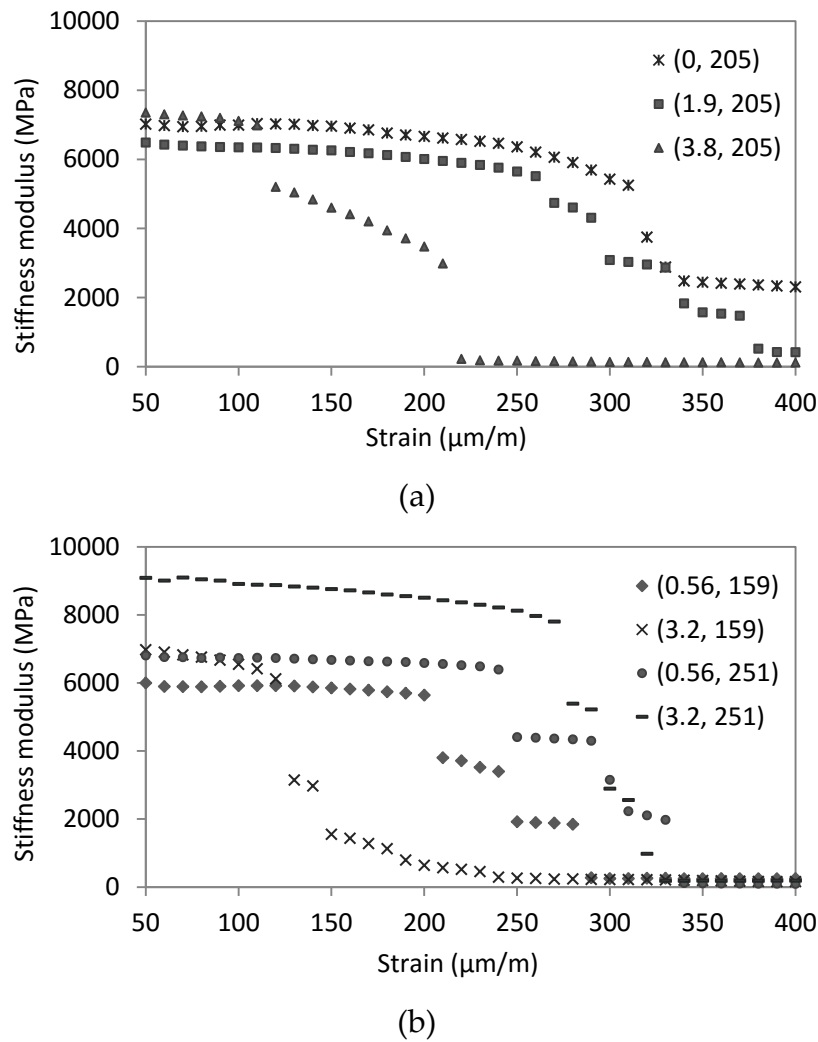 10000
8000
6000
4000
2000
0
Stiffness modulus (MPa)
(0, 205)
(1.9, 205)
(3.8, 205)
50 100 150 200 250 300 350 400
Strain (μm/m)
(a)
10000
8000
6000
4000
2000
0
Stiffness modulus (MPa)
(0.56, 159)
(3.2, 159)
(0.56, 251)
(3.2, 251)
50 100 150 200 250 300 350 400
Strain (μm/m)
(b)